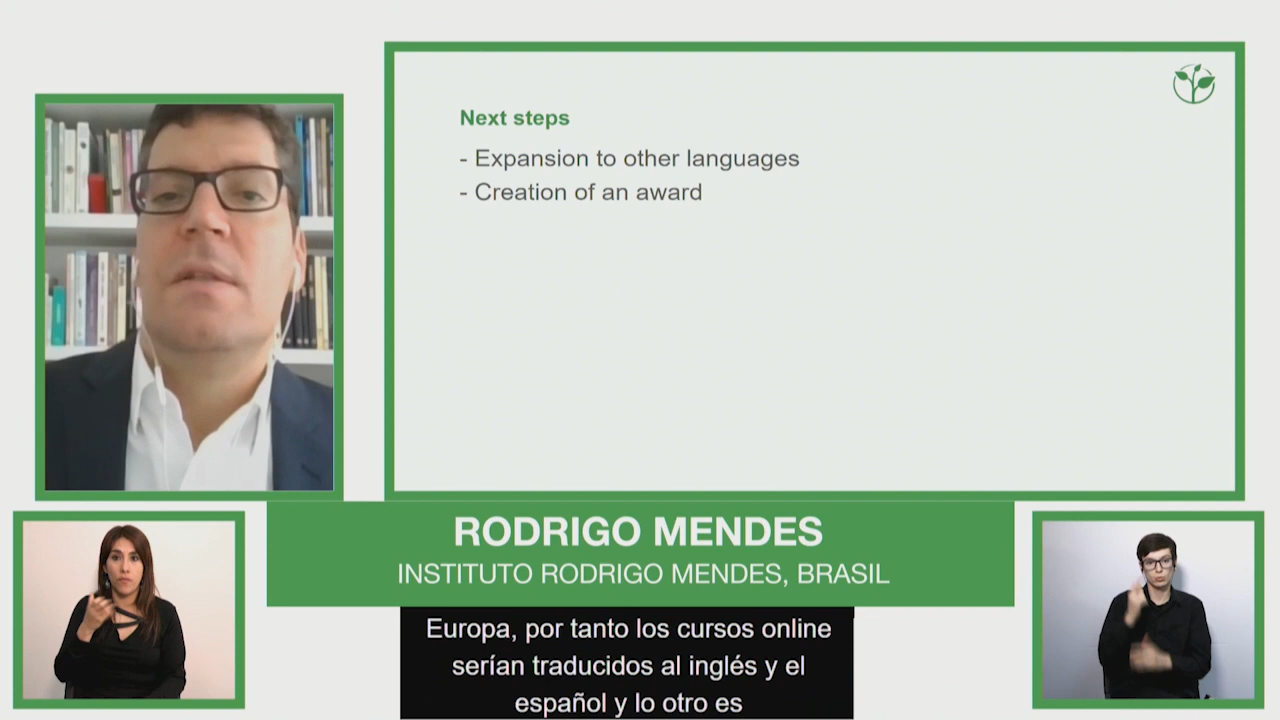 Next steps
- Expansion to other languages
- Creation of an award
RODRIGO MENDES
INSTITUTO RODRIGO MENDES, BRASIL
Europa, por tanto los cursos online
serían traducidos al inglés y el
español y lo otro es